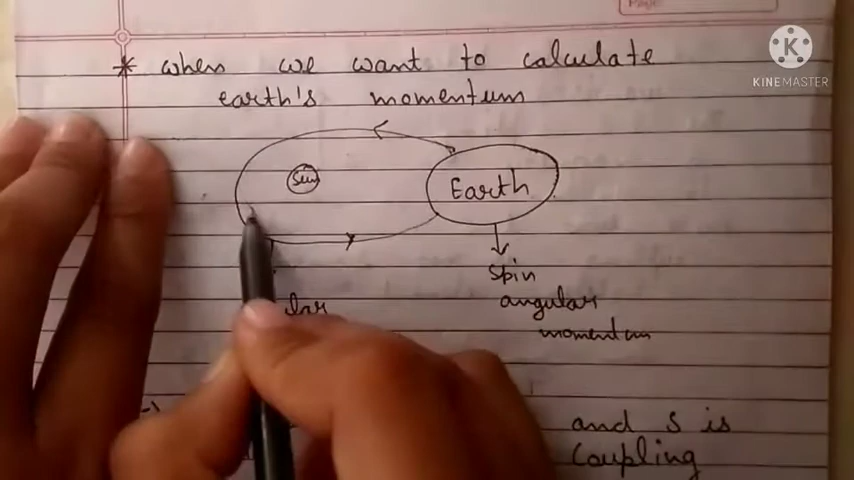 * when we want to calculate
earth's momentum
Sun
Earth
spin
angular
momentum
and s is
coupling
K
KINEMASTER